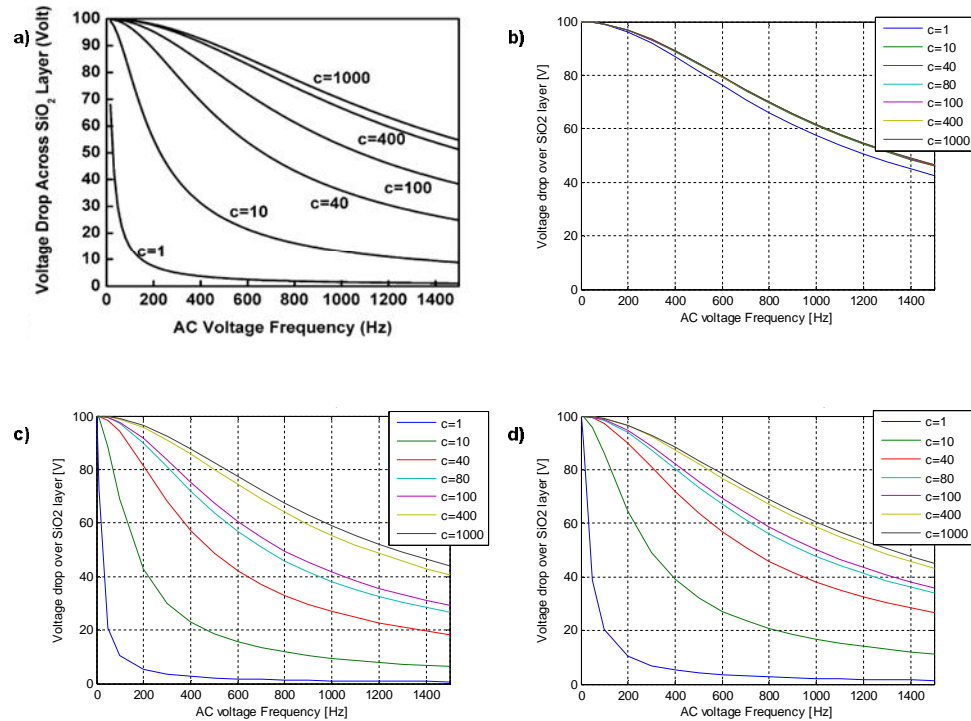 a)
Voltage Drop Across SiO₂ Layer (Volt)
100
90
80
70
60
50
40
30
20
10
0
c=1000
c=400
c=100
c=40
c=10
c=1
0 200 400 600 800 1000 1200 1400
AC Voltage Frequency (Hz)
b)
Voltage drop over SiO2 layer [V]
100
80
60
40
20
0
c=1
c=10
c=40
c=80
c=100
c=400
c=1000
0 200 400 600 800 1000 1200 1400
AC voltage Frequency [Hz]
c)
Voltage drop over SiO2 layer [V]
100
80
60
40
20
0
c=1
c=10
c=40
c=80
c=100
c=400
c=1000
0 200 400 600 800 1000 1200 1400
AC voltage Frequency [Hz]
d)
Voltage drop over SiO2 layer [V]
100
80
60
40
20
0
c=1
c=10
c=40
c=80
c=100
c=400
c=1000
0 200 400 600 800 1000 1200 1400
AC voltage Frequency [Hz]